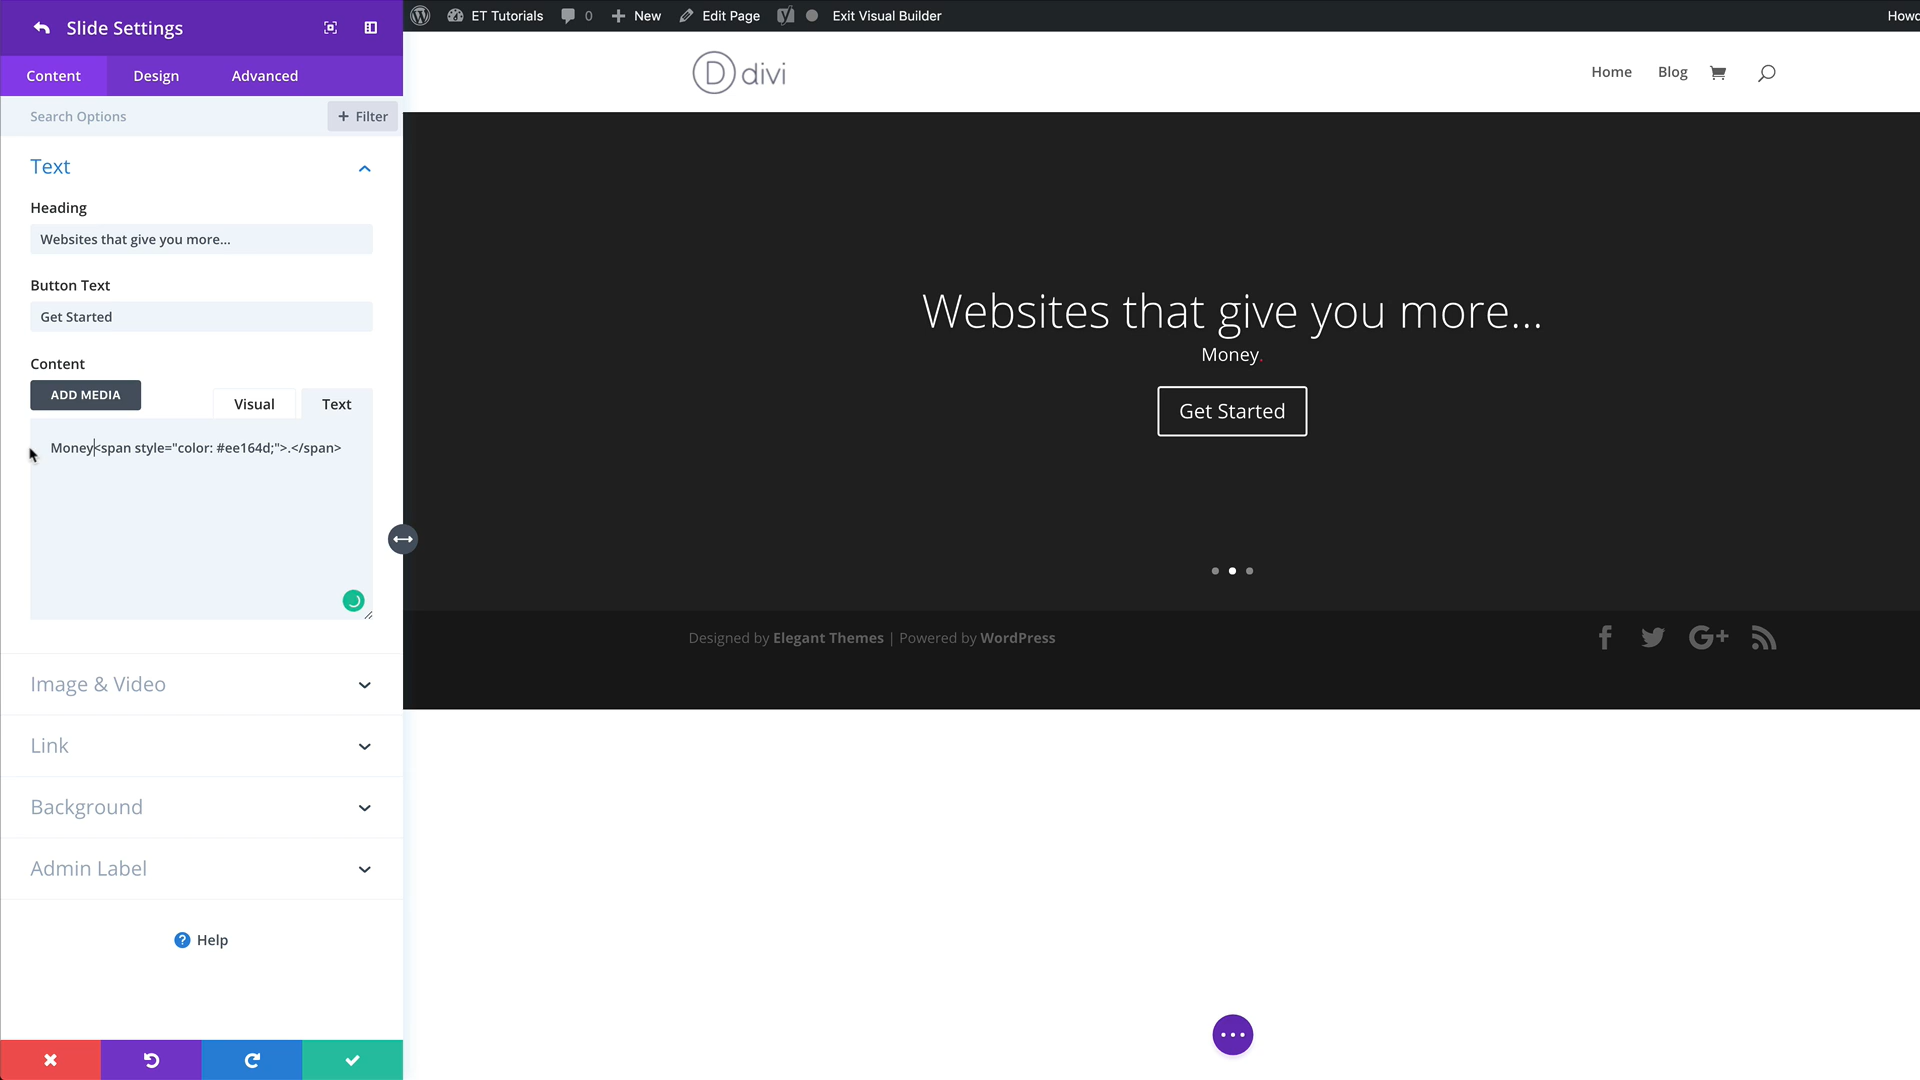 Slide Settings
Content Design Advanced
Search Options
+ Filter
Text
Heading
Websites that give you more...
Button Text
Get Started
Content
ADD MEDIA
Visual Text
Money<span style="color: #ee164d;">.</span>
Image & Video
Link
Background
Admin Label
? Help
ET Tutorials 0 + New Edit Page Exit Visual Builder
Howd
D divi
Home Blog
Websites that give you more...
Money.
Get Started
Designed by Elegant Themes | Powered by WordPress